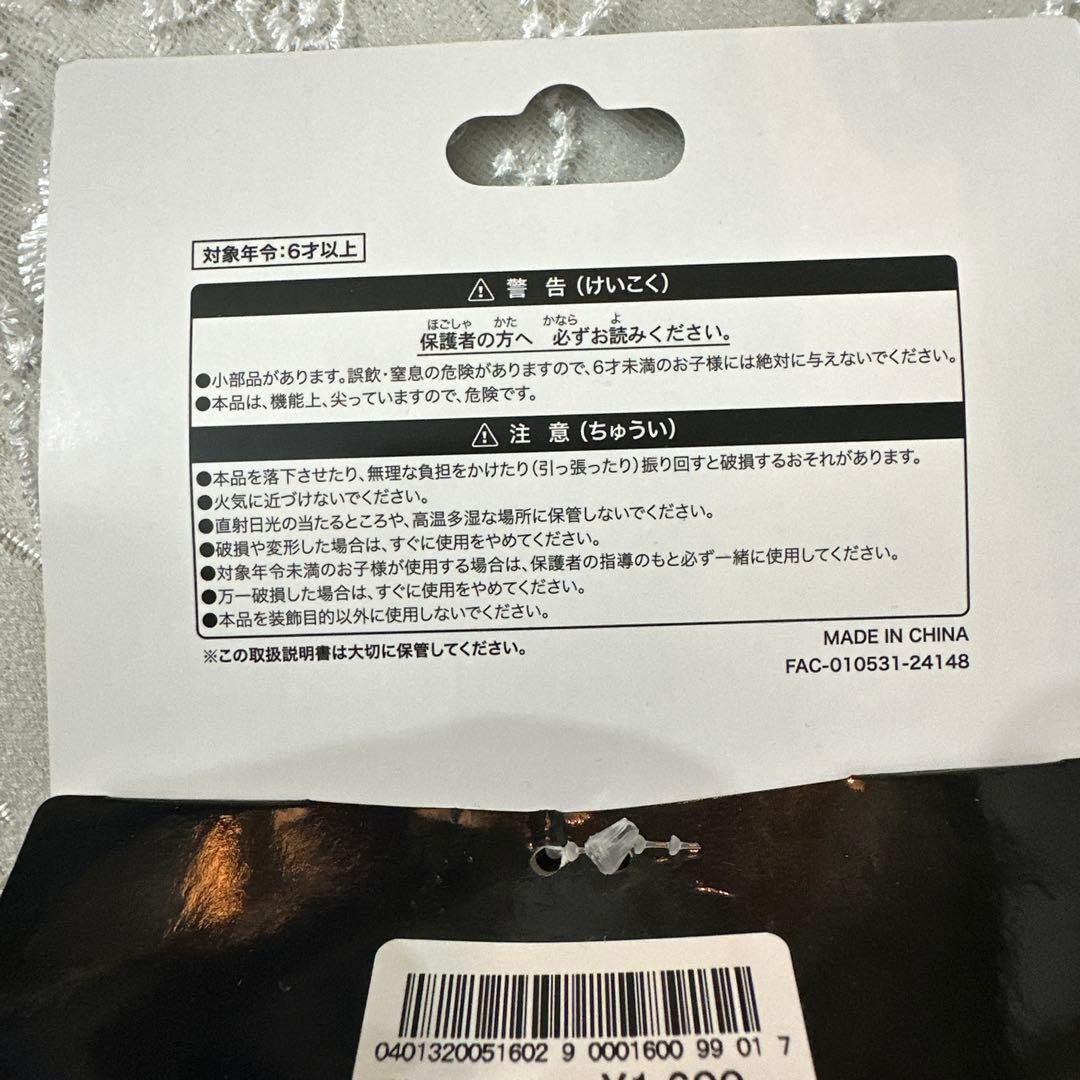 対象年令:6才以上
⚠ 警 告 (けいこく)
ほごしゃ かた かなら よ
保護者の方へ 必ずお読みください。
●小部品があります。誤飲・窒息の危険がありますので、6才未満のお子様には絶対に与えないでください。
●本品は、機能上、尖っていますので、危険です。
⚠ 注 意 (ちゅうい)
●本品を落下させたり、無理な負担をかけたり(引っ張ったり)振り回すと破損するおそれがあります。
●火気に近づけないでください。
●直射日光の当たるところや、高温多湿な場所に保管しないでください。
●破損や変形した場合は、すぐに使用をやめてください。
●対象年令未満のお子様が使用する場合は、保護者の指導のもと必ず一緒に使用してください。
●万一破損した場合は、すぐに使用をやめてください。
●本品を装飾目的以外に使用しないでください。
※この取扱説明書は大切に保管してください。
MADE IN CHINA
FAC-010531-24148
0401320051602 9 0001600 99 01 7